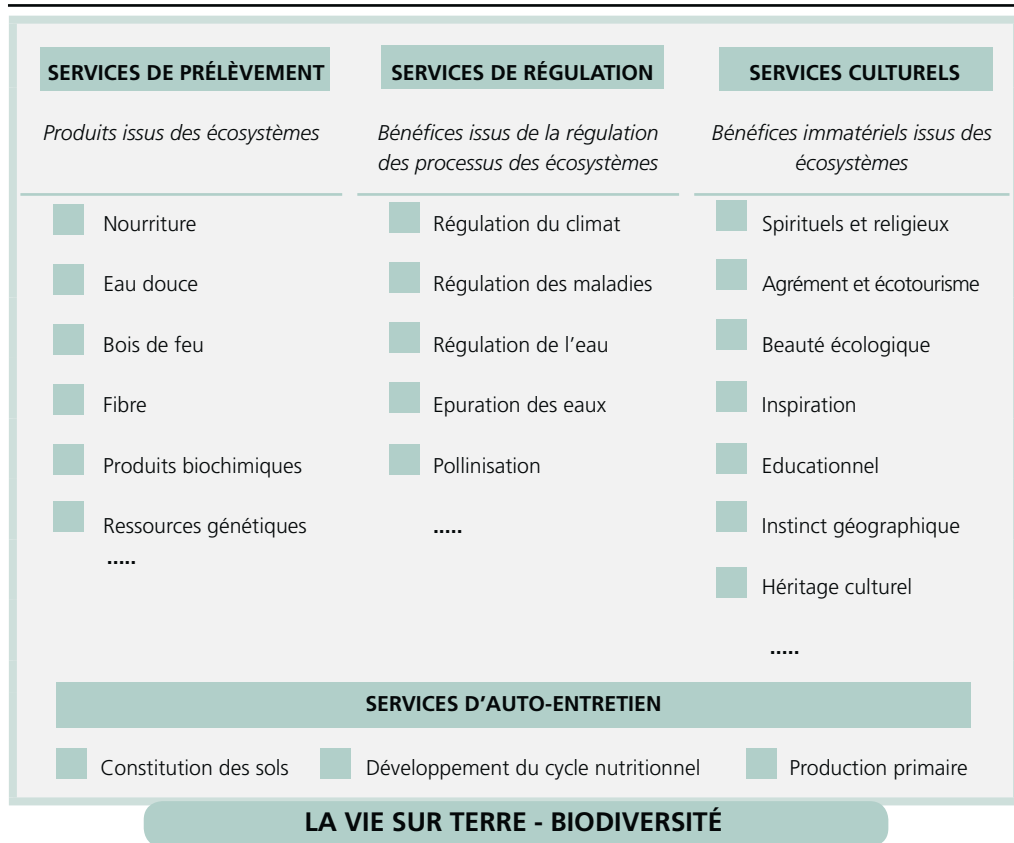 SERVICES DE PRÉLÈVEMENT
Produits issus des écosystèmes
Nourriture
Eau douce
Bois de feu
Fibre
Produits biochimiques
Ressources génétiques
.....
SERVICES DE RÉGULATION
Bénéfices issus de la régulation
des processus des écosystèmes
Régulation du climat
Régulation des maladies
Régulation de l’eau
Epuration des eaux
Pollinisation
.....
SERVICES CULTURELS
Bénéfices immatériels issus des
écosystèmes
Spirituels et religieux
Agrément et écotourisme
Beauté écologique
Inspiration
Educationnel
Instinct géographique
Héritage culturel
.....
SERVICES D’AUTO-ENTRETIEN
Constitution des sols
Développement du cycle nutritionnel
Production primaire
LA VIE SUR TERRE - BIODIVERSITÉ